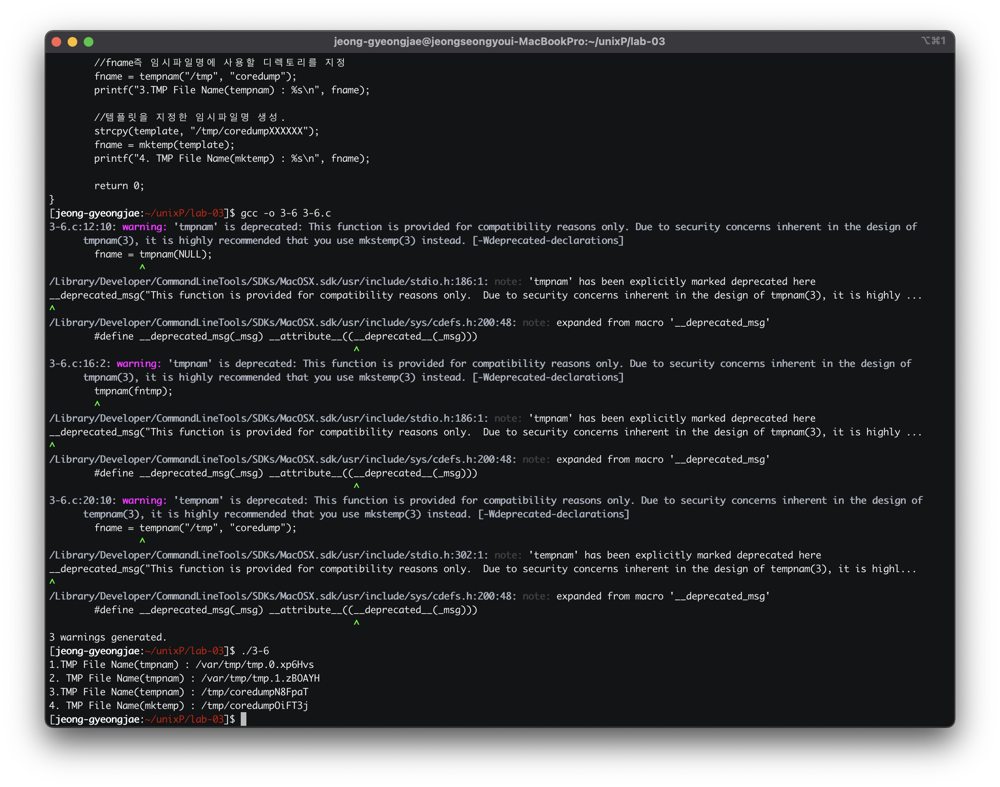 jeong-gyeongjae@jeongseongyoui-MacBookPro:~/unixP/lab-03
⌥⌘1
//fname즉 임시파일명에 사용할 디렉토리를 지정
fname = tempnam("/tmp", "coredump");
printf("3.TMP File Name(tempnam) : %s\n", fname);
//템플릿을 지정한 임시파일명 생성.
strcpy(template, "/tmp/coredumpXXXXXX");
fname = mktemp(template);
printf("4. TMP File Name(mktemp) : %s\n", fname);
return 0;
}
[jeong-gyeongjae:~/unixP/lab-03]$ gcc -o 3-6 3-6.c
3-6.c:12:10: warning: 'tmpnam' is deprecated: This function is provided for compatibility reasons only. Due to security concerns inherent in the design of
tmpnam(3), it is highly recommended that you use mkstemp(3) instead. [-Wdeprecated-declarations]
fname = tmpnam(NULL);
^
/Library/Developer/CommandLineTools/SDKs/MacOSX.sdk/usr/include/stdio.h:186:1: note: 'tmpnam' has been explicitly marked deprecated here
__deprecated_msg("This function is provided for compatibility reasons only.  Due to security concerns inherent in the design of tmpnam(3), it is highly ...
^
/Library/Developer/CommandLineTools/SDKs/MacOSX.sdk/usr/include/sys/cdefs.h:200:48: note: expanded from macro '__deprecated_msg'
#define __deprecated_msg(_msg) __attribute__((__deprecated__(_msg)))
^
3-6.c:16:2: warning: 'tmpnam' is deprecated: This function is provided for compatibility reasons only. Due to security concerns inherent in the design of
tmpnam(3), it is highly recommended that you use mkstemp(3) instead. [-Wdeprecated-declarations]
tmpnam(fntmp);
^
/Library/Developer/CommandLineTools/SDKs/MacOSX.sdk/usr/include/stdio.h:186:1: note: 'tmpnam' has been explicitly marked deprecated here
__deprecated_msg("This function is provided for compatibility reasons only.  Due to security concerns inherent in the design of tmpnam(3), it is highly ...
^
/Library/Developer/CommandLineTools/SDKs/MacOSX.sdk/usr/include/sys/cdefs.h:200:48: note: expanded from macro '__deprecated_msg'
#define __deprecated_msg(_msg) __attribute__((__deprecated__(_msg)))
^
3-6.c:20:10: warning: 'tempnam' is deprecated: This function is provided for compatibility reasons only. Due to security concerns inherent in the design of
tempnam(3), it is highly recommended that you use mkstemp(3) instead. [-Wdeprecated-declarations]
fname = tempnam("/tmp", "coredump");
^
/Library/Developer/CommandLineTools/SDKs/MacOSX.sdk/usr/include/stdio.h:302:1: note: 'tempnam' has been explicitly marked deprecated here
__deprecated_msg("This function is provided for compatibility reasons only.  Due to security concerns inherent in the design of tempnam(3), it is highl...
^
/Library/Developer/CommandLineTools/SDKs/MacOSX.sdk/usr/include/sys/cdefs.h:200:48: note: expanded from macro '__deprecated_msg'
#define __deprecated_msg(_msg) __attribute__((__deprecated__(_msg)))
^
3 warnings generated.
[jeong-gyeongjae:~/unixP/lab-03]$ ./3-6
1.TMP File Name(tmpnam) : /var/tmp/tmp.0.xp6Hvs
2. TMP File Name(tmpnam) : /var/tmp/tmp.1.zBOAYH
3.TMP File Name(tempnam) : /tmp/coredumpN8FpaT
4. TMP File Name(mktemp) : /tmp/coredumpOiFT3j
[jeong-gyeongjae:~/unixP/lab-03]$